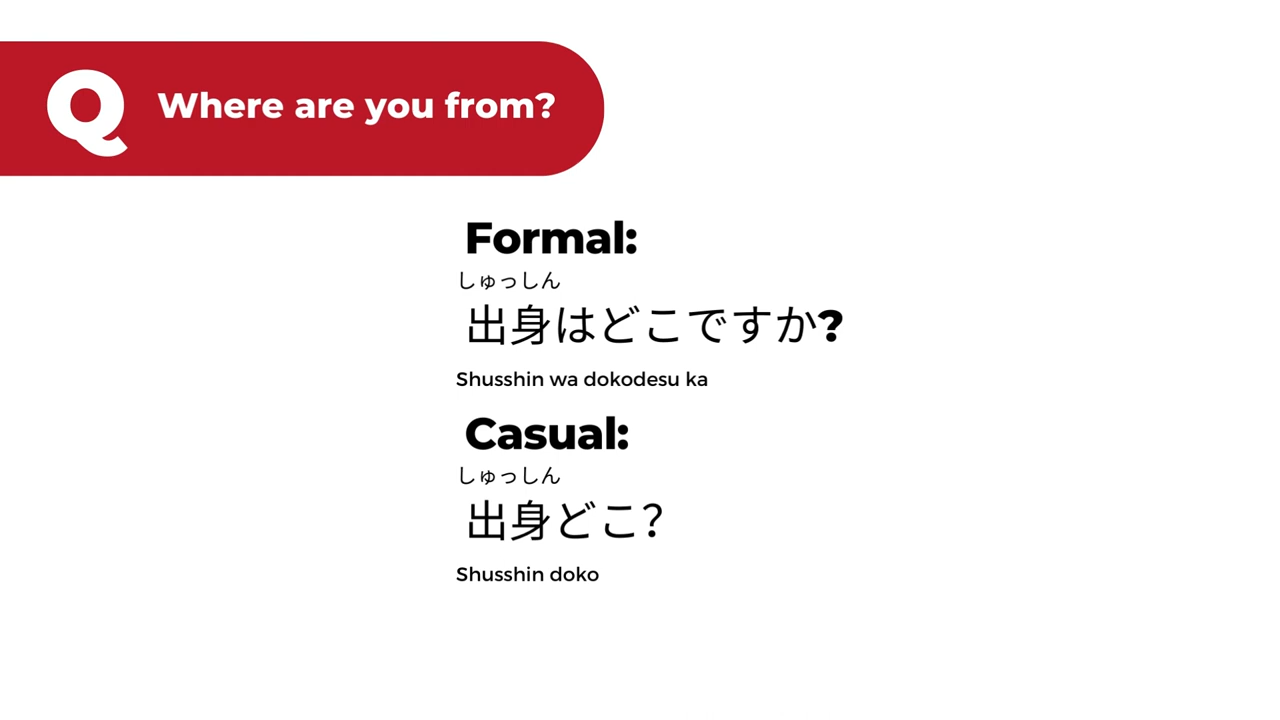 Q Where are you from?
Formal:
しゅっしん
出身はどこですか?
Shusshin wa dokodesu ka
Casual:
しゅっしん
出身どこ?
Shusshin doko